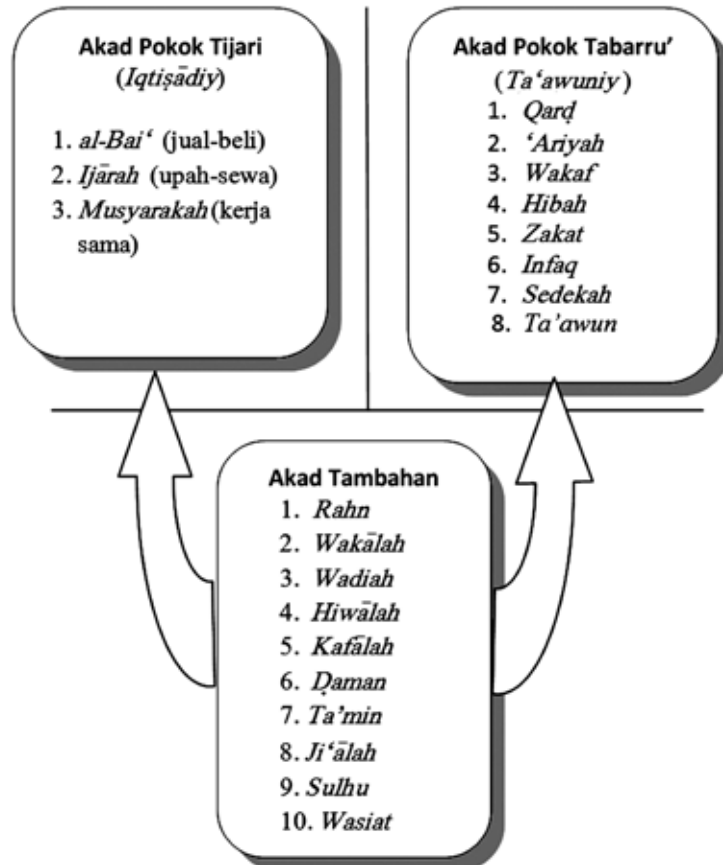 Akad Pokok Tijari
(Iqtiṣādiy)
1. al-Bai‘ (jual-beli)
2. Ijārah (upah-sewa)
3. Musyarakah (kerja
sama)
Akad Pokok Tabarru’
(Ta‘awuniy)
1. Qarḍ
2. ‘Ariyah
3. Wakaf
4. Hibah
5. Zakat
6. Infaq
7. Sedekah
8. Ta’awun
Akad Tambahan
1. Rahn
2. Wakālah
3. Wadiah
4. Hiwālah
5. Kafālah
6. Ḍaman
7. Ta’min
8. Ji‘ālah
9. Sulhu
10. Wasiat